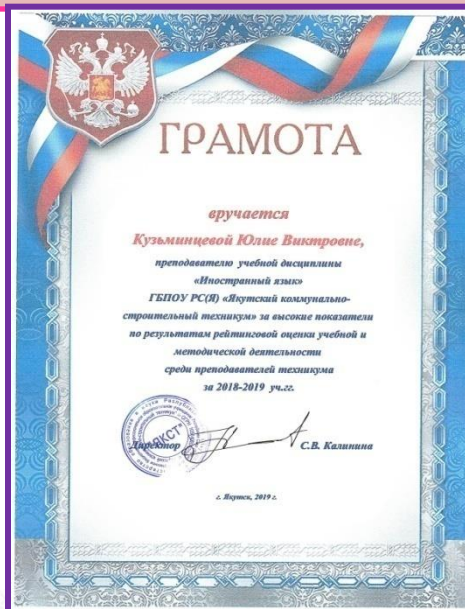 ГРАМОТА
вручается
Кузьминцевой Юлие Виктровне,
преподавателю учебной дисциплины
«Иностранный язык»
ГБПОУ РС(Я) «Якутский коммунально-
строительный техникум» за высокие показатели
по результатам рейтинговой оценки учебной и
методической деятельности
среди преподавателей техникума
за 2018-2019 уч.гг.
Директор С.В. Калинина
"ЯКСТ"
г. Якутск, 2019 г.